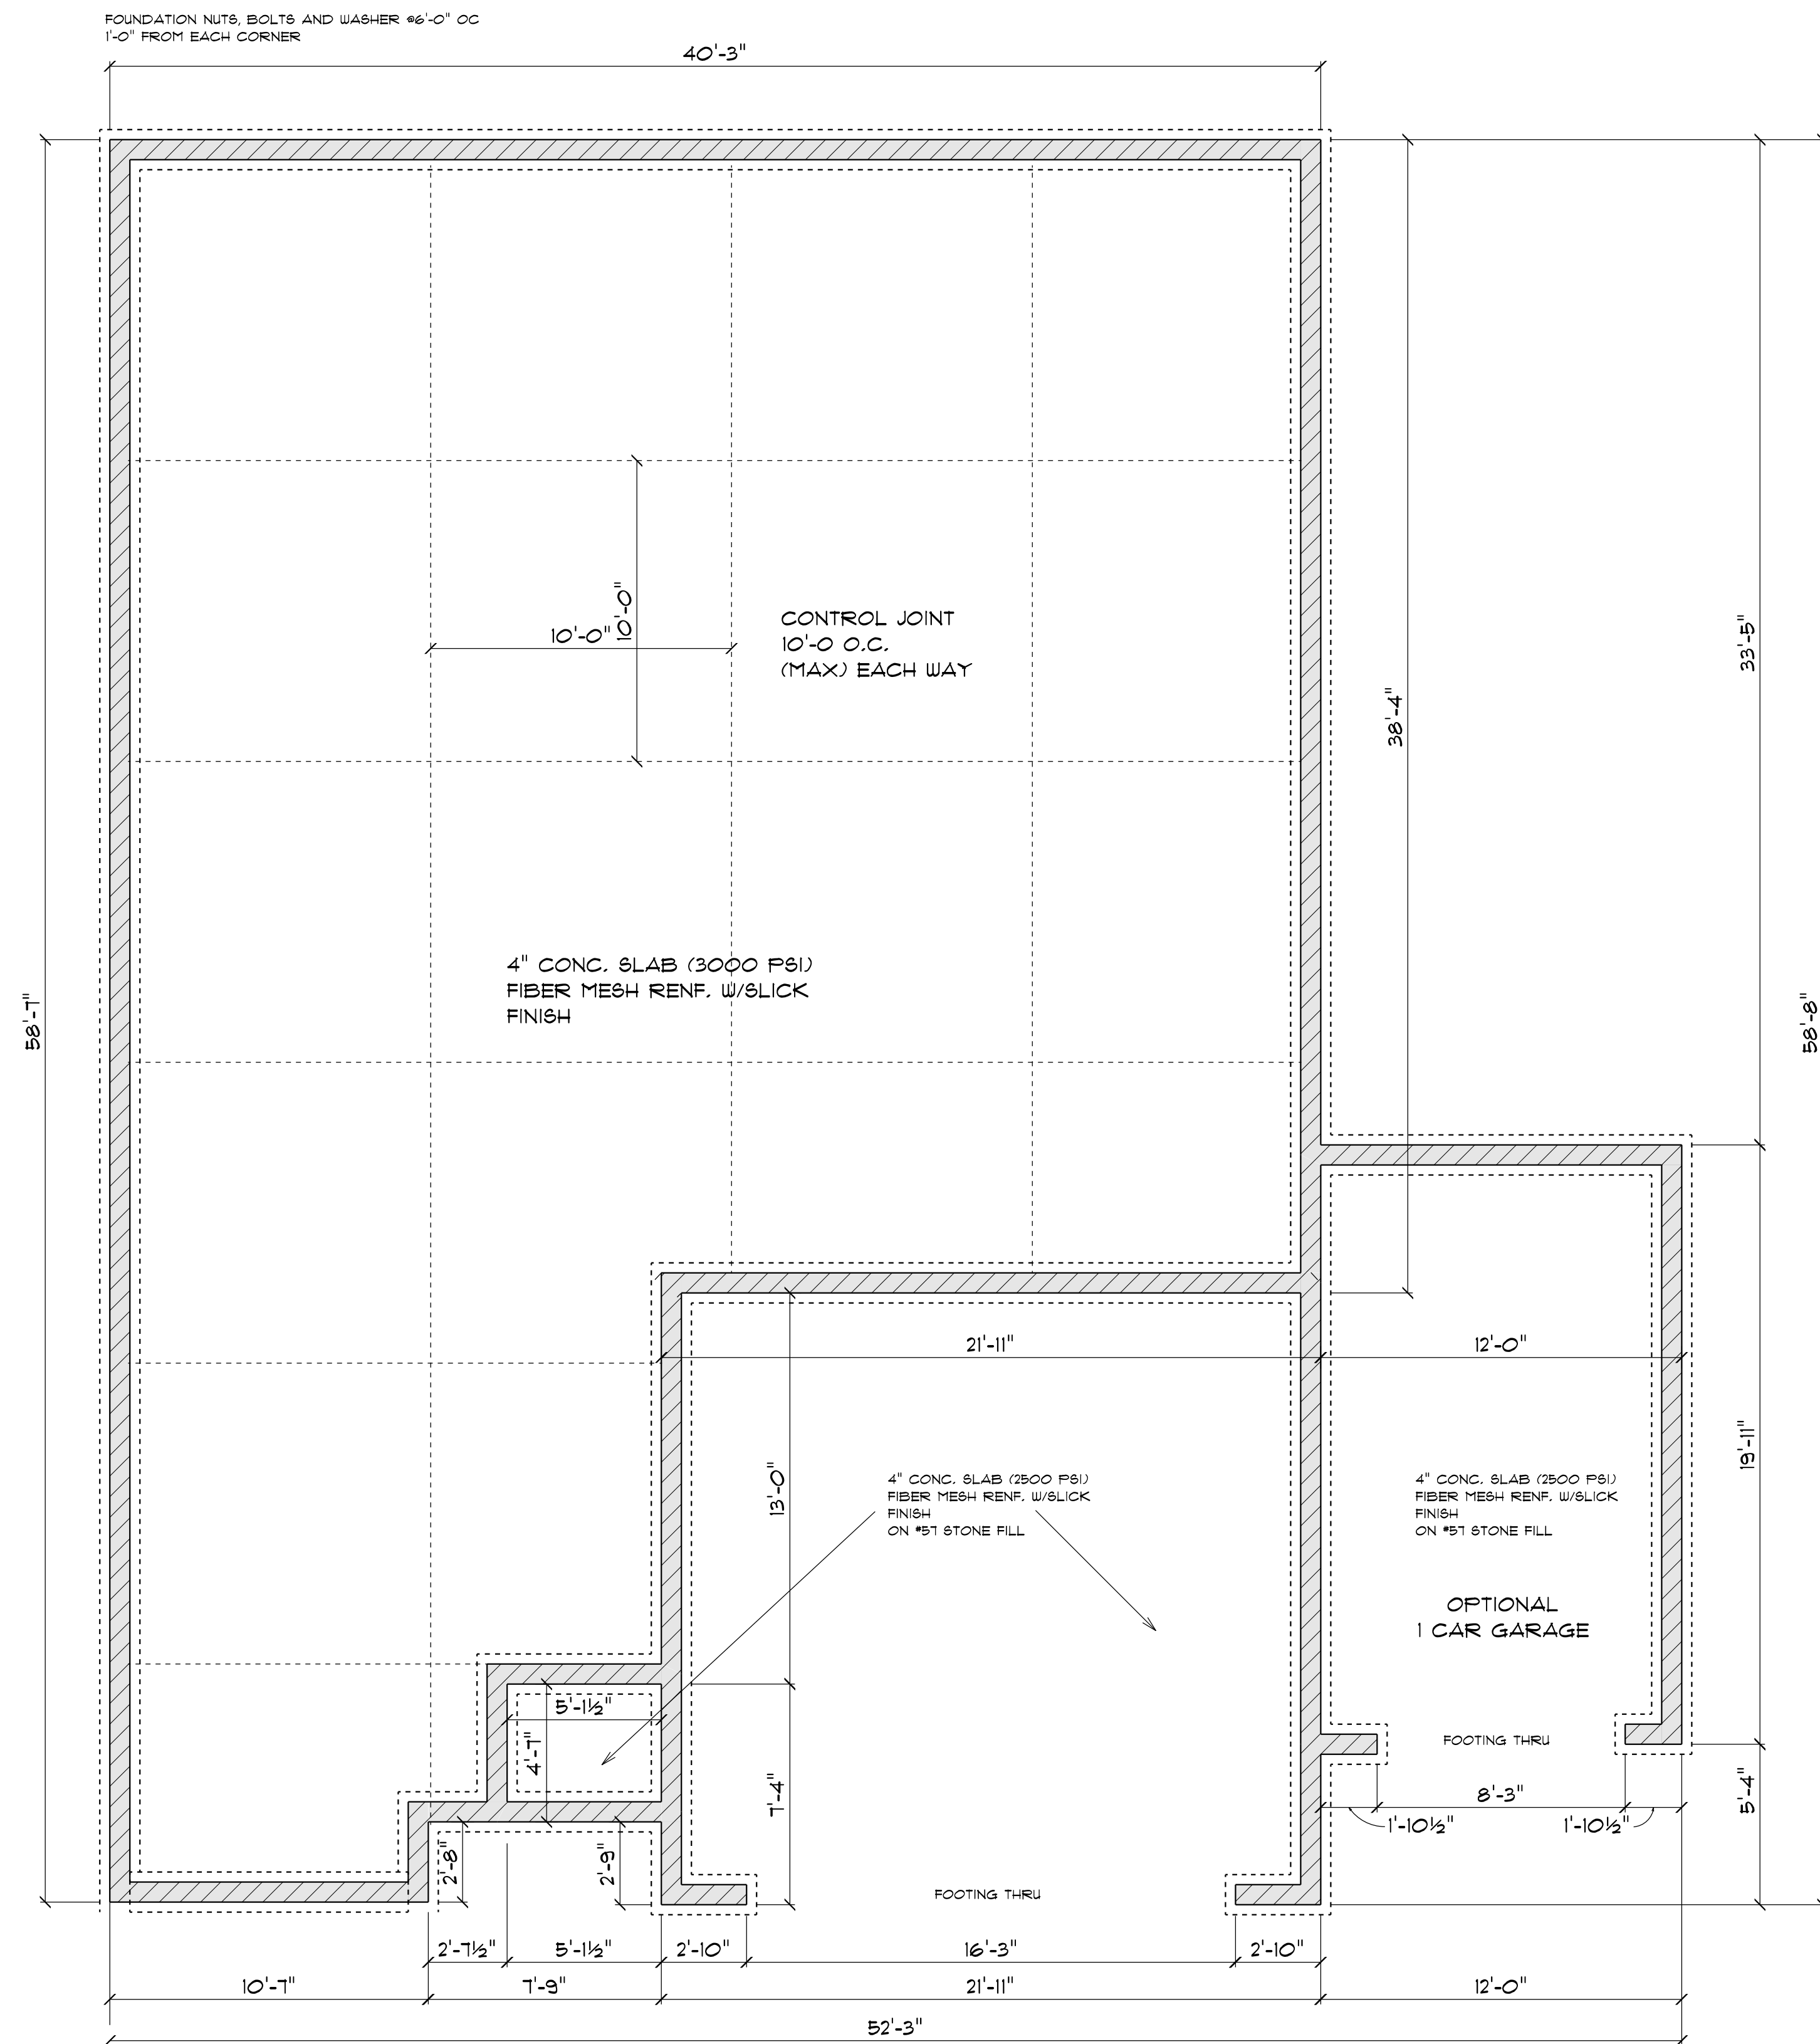 FOUNDATION NUTS, BOLTS AND WASHER @6'-0" OC
1'-0" FROM EACH CORNER
40'-3"
58'-7"
10'-0"
10'-0"
CONTROL JOINT
10'-0 O.C.
(MAX) EACH WAY
33'-5"
38'-4"
4" CONC. SLAB (3000 PSI)
FIBER MESH RENF. W/SLICK
FINISH
58'-8"
21'-11"
12'-0"
13'-0"
19'-11"
4" CONC. SLAB (2500 PSI)
FIBER MESH RENF. W/SLICK
FINISH
ON #57 STONE FILL
4" CONC. SLAB (2500 PSI)
FIBER MESH RENF. W/SLICK
FINISH
ON #57 STONE FILL
OPTIONAL
1 CAR GARAGE
5'-1½"
4'-7"
7'-4"
FOOTING THRU
5'-4"
8'-3"
1'-10½"
1'-10½"
2'-8"
2'-9"
FOOTING THRU
2'-7½"
5'-1½"
2'-10"
16'-3"
2'-10"
10'-7"
7'-9"
21'-11"
12'-0"
52'-3"